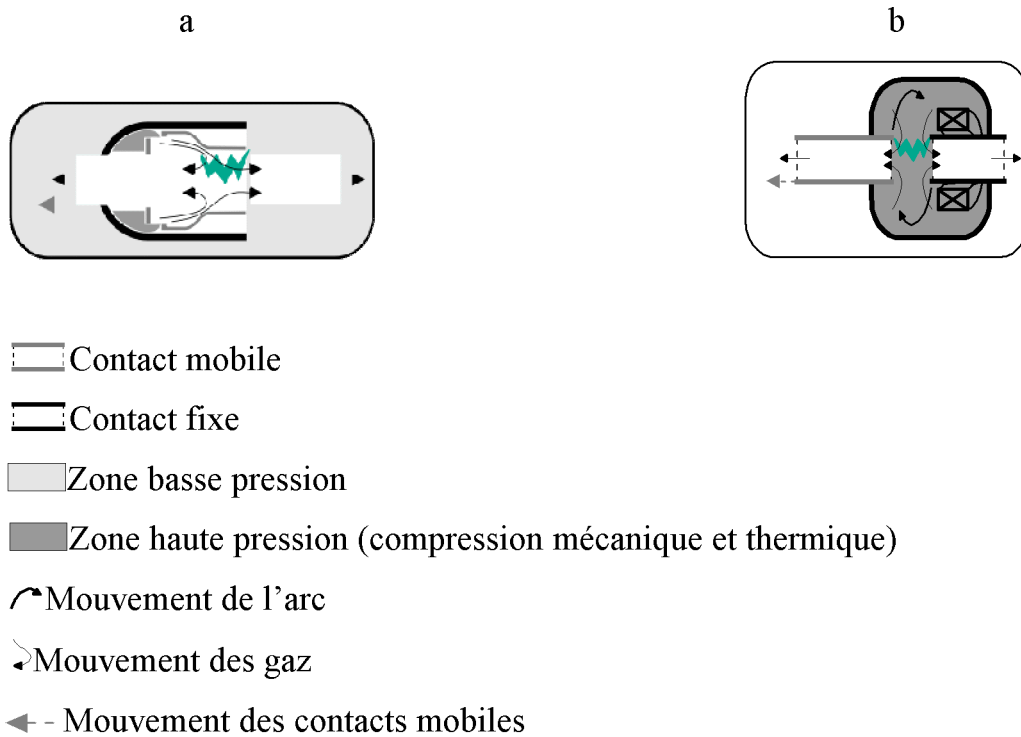 a
b
Contact mobile
Contact fixe
Zone basse pression
Zone haute pression (compression mécanique et thermique)
Mouvement de l’arc
Mouvement des gaz
Mouvement des contacts mobiles